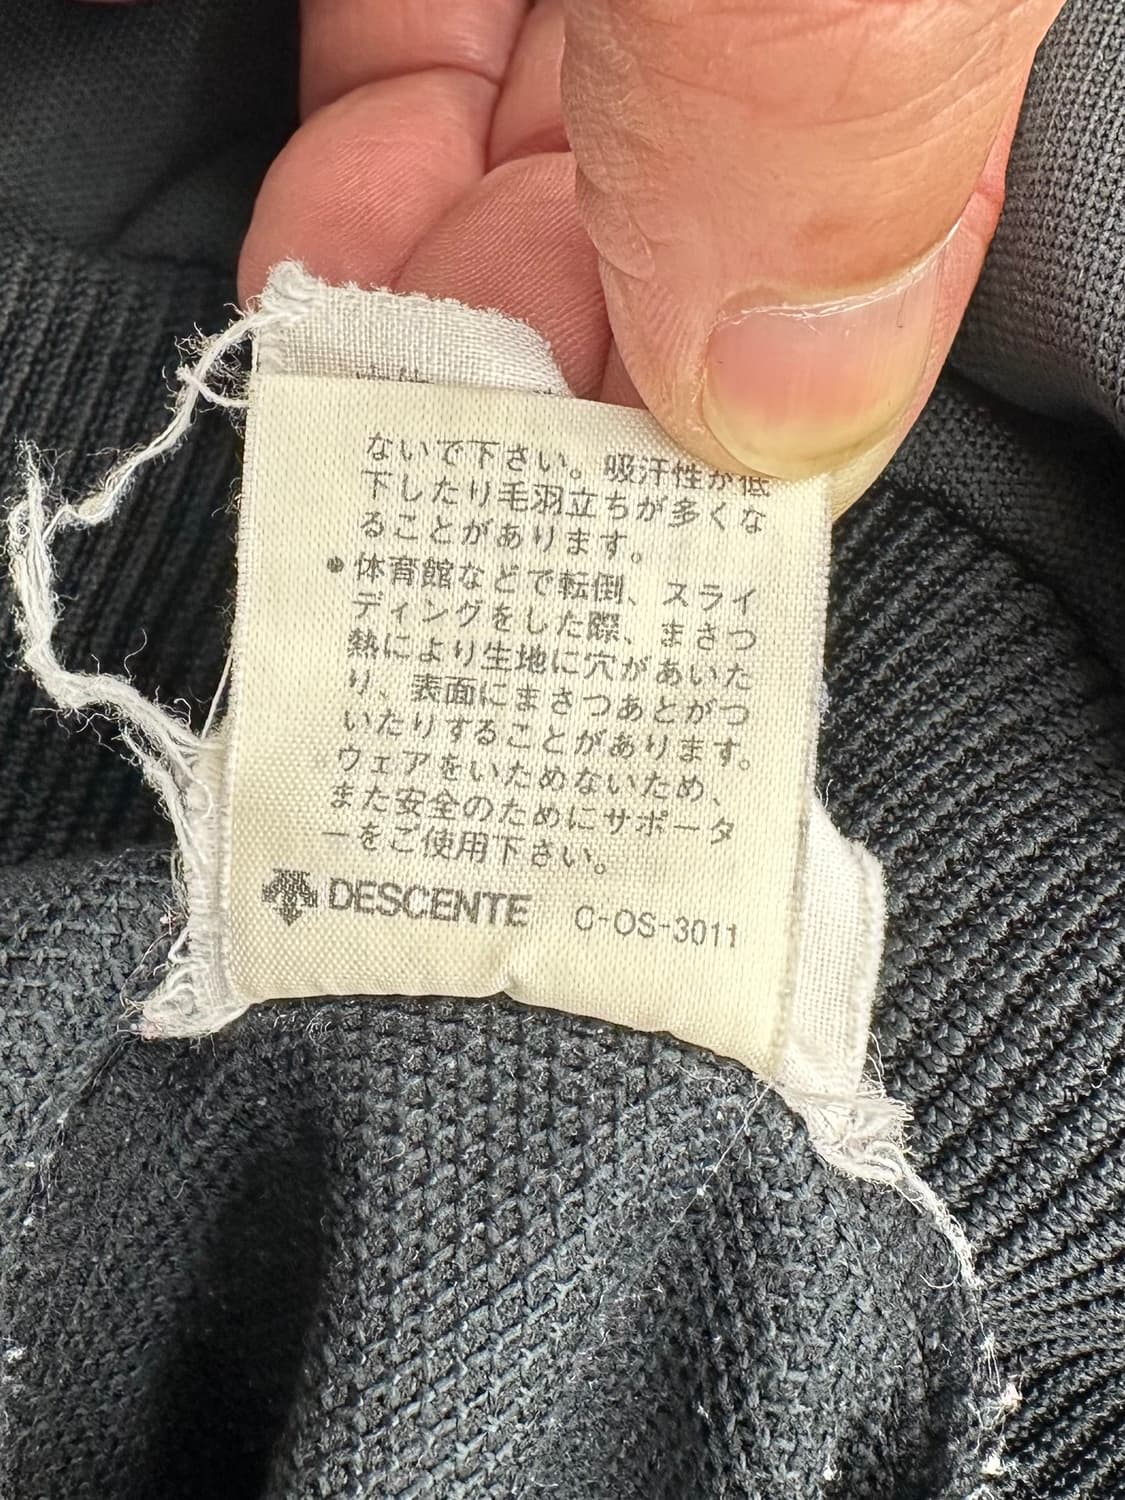 ないで下さい。吸汗性が低
下したり毛羽立ちが多くな
ることがあります。
●体育館などで転倒、スライ
ディングをした際、まさつ
熱により生地に穴があいた
り、表面にまさつあとがつ
いたりすることがあります。
ウェアをいためないため、
また安全のためにサポータ
ーをご使用下さい。
DESCENTE C-OS-3011